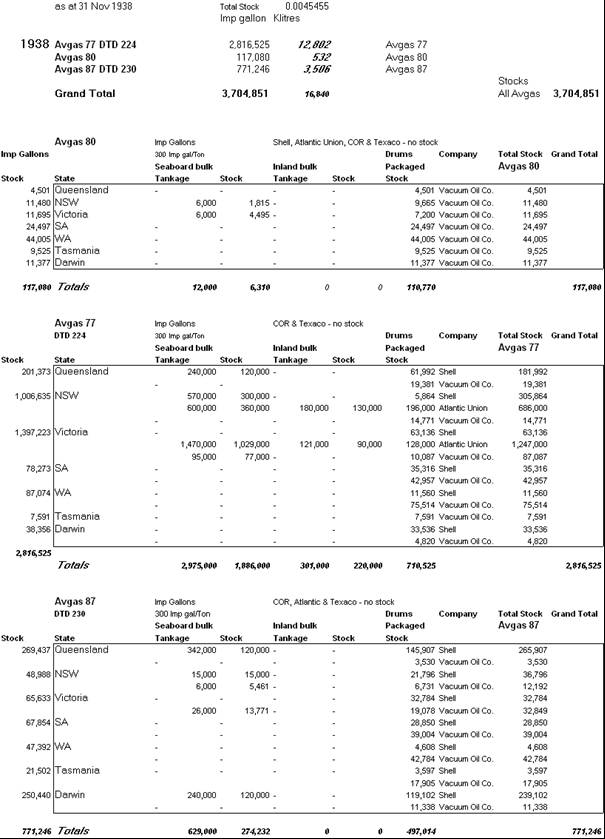 as at 31 Nov 1938 Total Stock 0.0045455
Imp gallon Klitres
1938 Avgas 77 DTD 224 2,816,525 12,802 Avgas 77
Avgas 80 117,080 532 Avgas 80
Avgas 87 DTD 230 771,246 3,506 Avgas 87
Stocks
Grand Total 3,704,851 16,840 All Avgas 3,704,851
Avgas 80 Imp Gallons Shell, Atlantic Union, COR & Texaco - no stock
Imp Gallons 300 Imp gal/Ton Drums Company Total Stock Grand Total
Seaboard bulk Inland bulk Packaged Avgas 80
Stock State Tankage Stock Tankage Stock Stock
4,501 Queensland - - - - 4,501 Vacuum Oil Co. 4,501
11,480 NSW 6,000 1,815 - - 9,665 Vacuum Oil Co. 11,480
11,695 Victoria 6,000 4,495 - - 7,200 Vacuum Oil Co. 11,695
24,497 SA - - - - 24,497 Vacuum Oil Co. 24,497
44,005 WA - - - - 44,005 Vacuum Oil Co. 44,005
9,525 Tasmania - - - - 9,525 Vacuum Oil Co. 9,525
11,377 Darwin - - - - 11,377 Vacuum Oil Co. 11,377
117,080 Totals 12,000 6,310 0 0 110,770 117,080
Avgas 77 Imp Gallons COR & Texaco - no stock
DTD 224 300 Imp gal/Ton Drums Company Total Stock Grand Total
Seaboard bulk Inland bulk Packaged Avgas 77
Stock State Tankage Stock Tankage Stock Stock
201,373 Queensland 240,000 120,000 - - 61,992 Shell 181,992
- - - - 19,381 Vacuum Oil Co. 19,381
1,006,635 NSW 570,000 300,000 - - 5,864 Shell 305,864
600,000 360,000 180,000 130,000 196,000 Atlantic Union 686,000
- - - - 14,771 Vacuum Oil Co. 14,771
1,397,223 Victoria - - - - 63,136 Shell 63,136
1,470,000 1,029,000 121,000 90,000 128,000 Atlantic Union 1,247,000
95,000 77,000 - - 10,087 Vacuum Oil Co. 87,087
78,273 SA - - - - 35,316 Shell 35,316
- - - - 42,957 Vacuum Oil Co. 42,957
87,074 WA - - - - 11,560 Shell 11,560
- - - - 75,514 Vacuum Oil Co. 75,514
7,591 Tasmania - - - - 7,591 Vacuum Oil Co. 7,591
38,356 Darwin - - - - 33,536 Shell 33,536
- - - - 4,820 Vacuum Oil Co. 4,820
2,816,525
Totals 2,975,000 1,886,000 301,000 220,000 710,525 2,816,525
Avgas 87 Imp Gallons COR, Atlantic & Texaco - no stock
DTD 230 300 Imp gal/Ton Drums Company Total Stock Grand Total
Seaboard bulk Inland bulk Packaged Avgas 87
Stock State Tankage Stock Tankage Stock Stock
269,437 Queensland 342,000 120,000 - - 145,907 Shell 265,907
- - - - 3,530 Vacuum Oil Co. 3,530
48,988 NSW 15,000 15,000 - - 21,796 Shell 36,796
6,000 5,461 - - 6,731 Vacuum Oil Co. 12,192
65,633 Victoria - - - - 32,784 Shell 32,784
26,000 13,771 - - 19,078 Vacuum Oil Co. 32,849
67,854 SA - - - - 28,850 Shell 28,850
- - - - 39,004 Vacuum Oil Co. 39,004
47,392 WA - - - - 4,608 Shell 4,608
- - - - 42,784 Vacuum Oil Co. 42,784
21,502 Tasmania - - - - 3,597 Shell 3,597
- - - - 17,905 Vacuum Oil Co. 17,905
250,440 Darwin 240,000 120,000 - - 119,102 Shell 239,102
- - - - 11,338 Vacuum Oil Co. 11,338
771,246 Totals 629,000 274,232 0 0 497,014 771,246